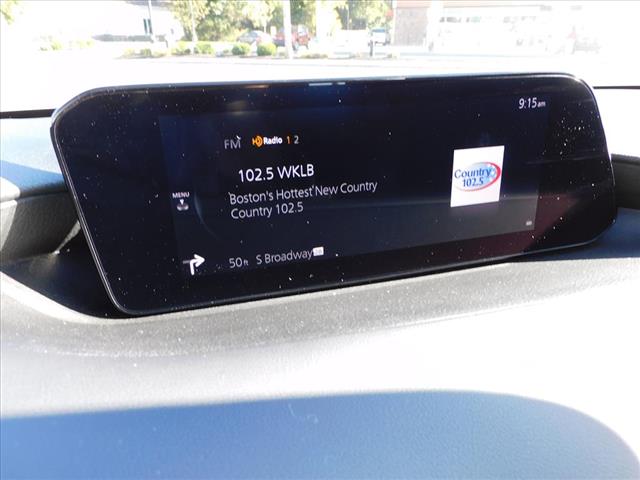 9:15am
FM HD Radio 1 2
102.5 WKLB
Boston's Hottest New Country
Country 102.5
Country
102.5
MENU
50ft S Broadway